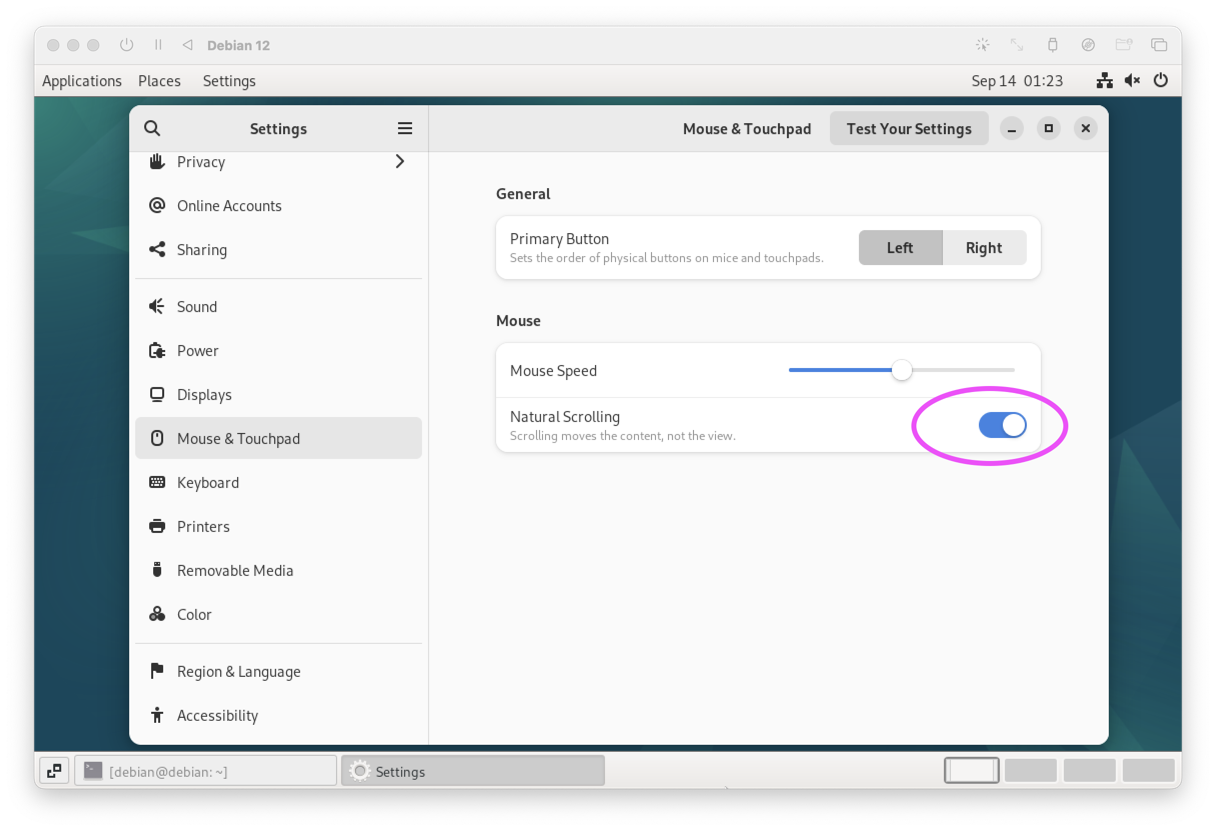 Debian 12
Applications Places Settings Sep 14 01:23
Settings
Mouse & Touchpad
Test Your Settings
Privacy
Online Accounts
Sharing
Sound
Power
Displays
Mouse & Touchpad
Keyboard
Printers
Removable Media
Color
Region & Language
Accessibility
General
Primary Button
Sets the order of physical buttons on mice and touchpads.
Left Right
Mouse
Mouse Speed
Natural Scrolling
Scrolling moves the content, not the view.
[debian@debian: ~] Settings